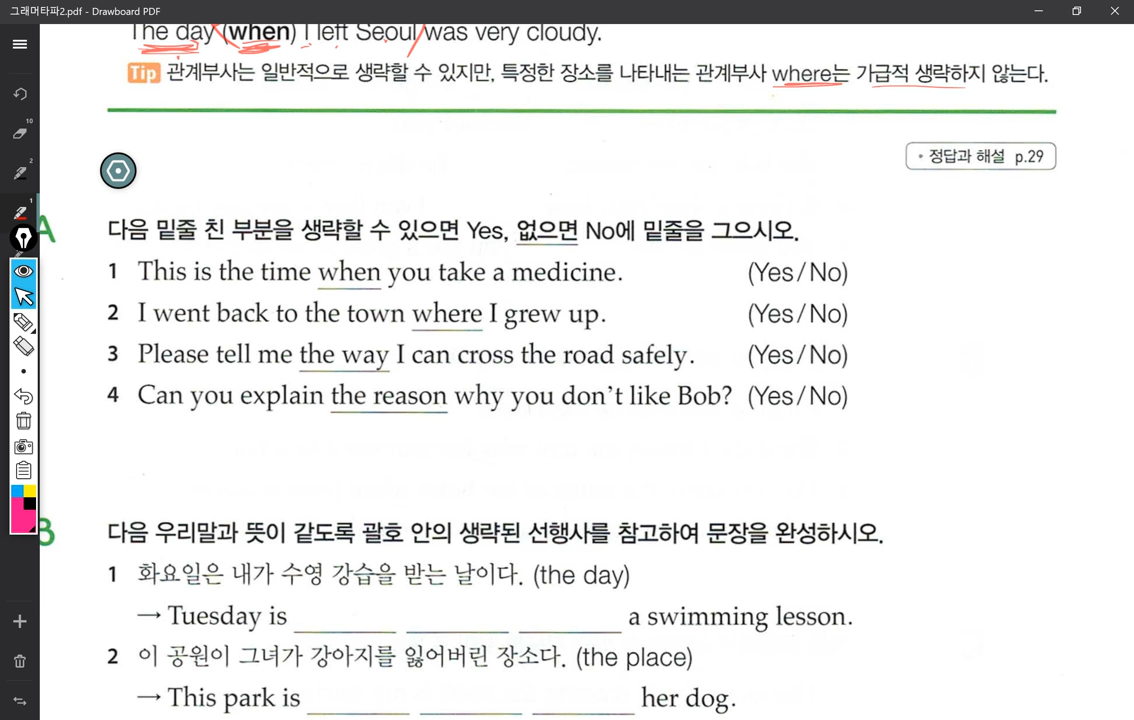 그래머타파2.pdf - Drawboard PDF
The day (when) I left Seoul was very cloudy.
Tip 관계부사는 일반적으로 생략할 수 있지만, 특정한 장소를 나타내는 관계부사 where는 가급적 생략하지 않는다.
• 정답과 해설 p.29
A 다음 밑줄 친 부분을 생략할 수 있으면 Yes, 없으면 No에 밑줄을 그으시오.
1 This is the time when you take a medicine. (Yes/No)
2 I went back to the town where I grew up. (Yes/No)
3 Please tell me the way I can cross the road safely. (Yes/No)
4 Can you explain the reason why you don't like Bob? (Yes/No)
B 다음 우리말과 뜻이 같도록 괄호 안의 생략된 선행사를 참고하여 문장을 완성하시오.
1 화요일은 내가 수영 강습을 받는 날이다. (the day)
→ Tuesday is ________ ________ ________ a swimming lesson.
2 이 공원이 그녀가 강아지를 잃어버린 장소다. (the place)
→ This park is ________ ________ ________ her dog.
10
2
1